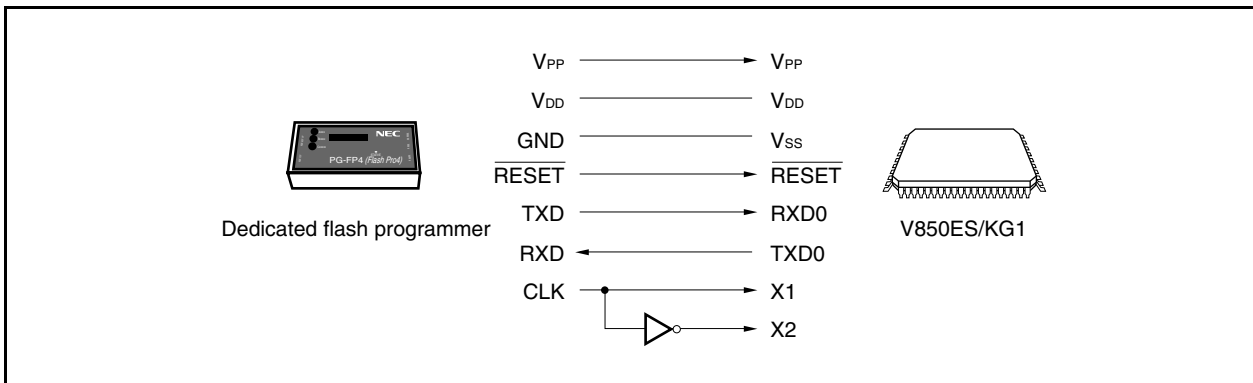 VPP VPP
VDD VDD
GND VSS
RESET RESET
TXD RXD0
RXD TXD0
CLK X1
X2
NEC
PG-FP4 (Flash Pro4)
Dedicated flash programmer
V850ES/KG1